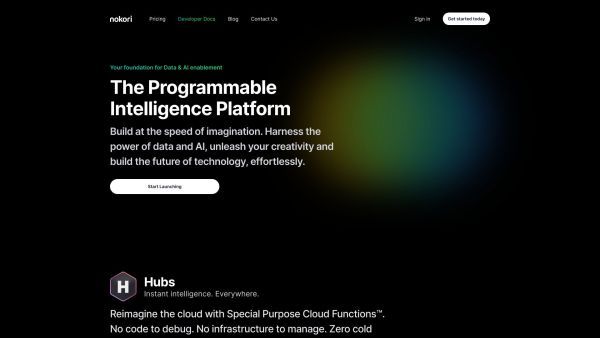 nokori Pricing Developer Docs Blog Contact Us Sign in Get started today
Your foundation for Data & AI enablement
The Programmable
Intelligence Platform
Build at the speed of imagination. Harness the
power of data and AI, unleash your creativity and
build the future of technology, effortlessly.
Start Launching
H
Hubs
Instant intelligence. Everywhere.
Reimagine the cloud with Special Purpose Cloud Functions™.
No code to debug. No infrastructure to manage. Zero cold